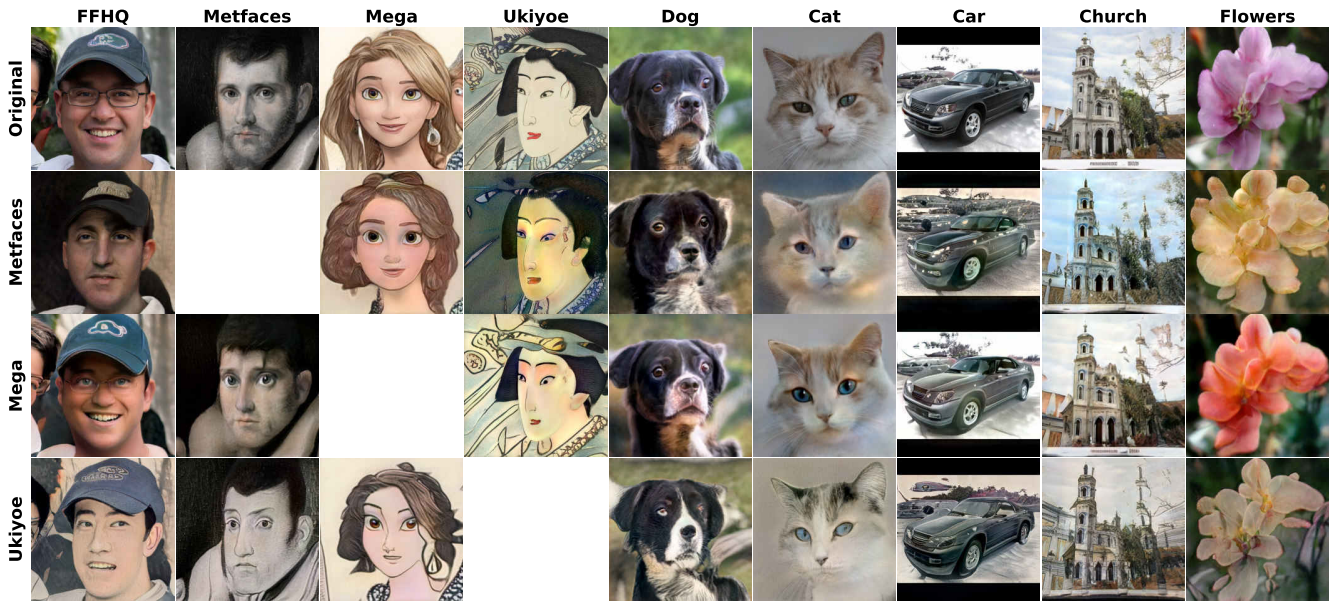 FFHQ Metfaces Mega Ukiyoe Dog Cat Car Church Flowers
Original
Metfaces
Mega
Ukiyoe